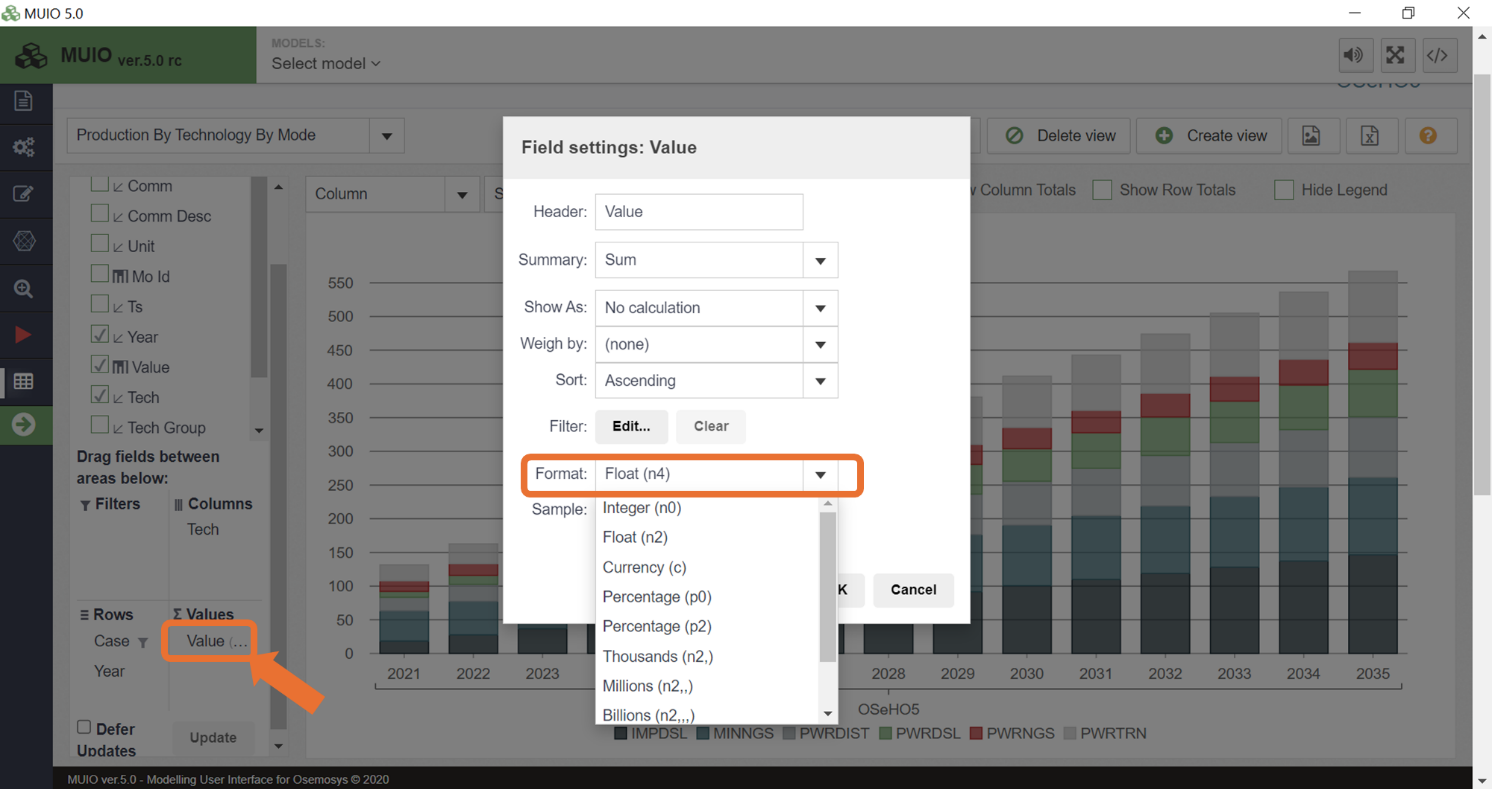 MUIO 5.0
MUIO ver.5.0 rc
MODELS:
Select model
Production By Technology By Mode
Delete view
Create view
Comm
Comm Desc
Unit
Mo Id
Ts
Year
Value
Tech
Tech Group
Drag fields between
areas below:
Filters
Columns
Tech
Rows
Σ Values
Case
Value (...
Year
Defer
Updates
Update
Column
Column Totals
Show Row Totals
Hide Legend
Field settings: Value
Header: Value
Summary: Sum
Show As: No calculation
Weigh by: (none)
Sort: Ascending
Filter: Edit... Clear
Format: Float (n4)
Sample:
Integer (n0)
Float (n2)
Currency (c)
Percentage (p0)
Percentage (p2)
Thousands (n2,)
Millions (n2,,)
Billions (n2,,,)
Cancel
550
500
450
400
350
300
250
200
150
100
50
0
2021 2022 2023 2028 2029 2030 2031 2032 2033 2034 2035
OSeHO5
IMPDSL MINNGS PWRDIST PWRDSL PWRNGS PWRTRN
MUIO ver.5.0 - Modelling User Interface for Osemosys © 2020